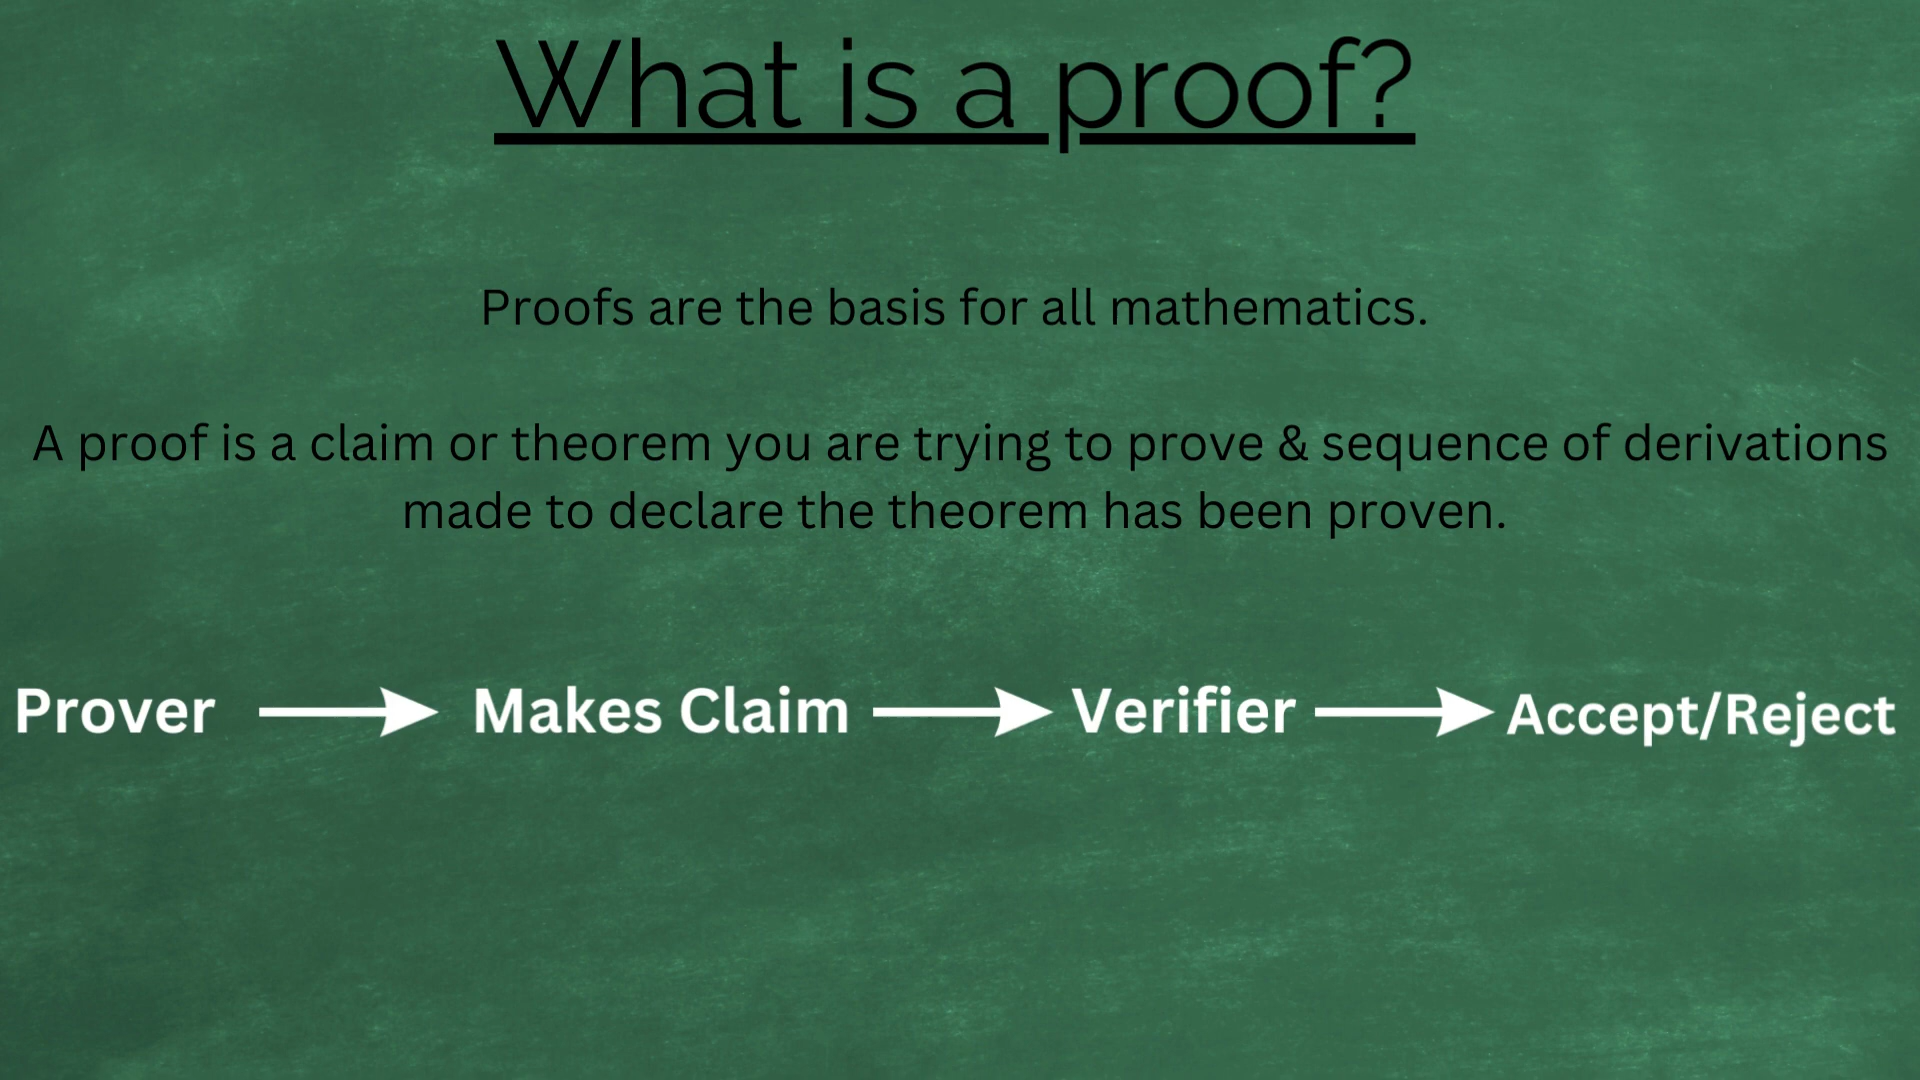 What is a proof?
Proofs are the basis for all mathematics.
A proof is a claim or theorem you are trying to prove & sequence of derivations
made to declare the theorem has been proven.
Prover Makes Claim Verifier Accept/Reject